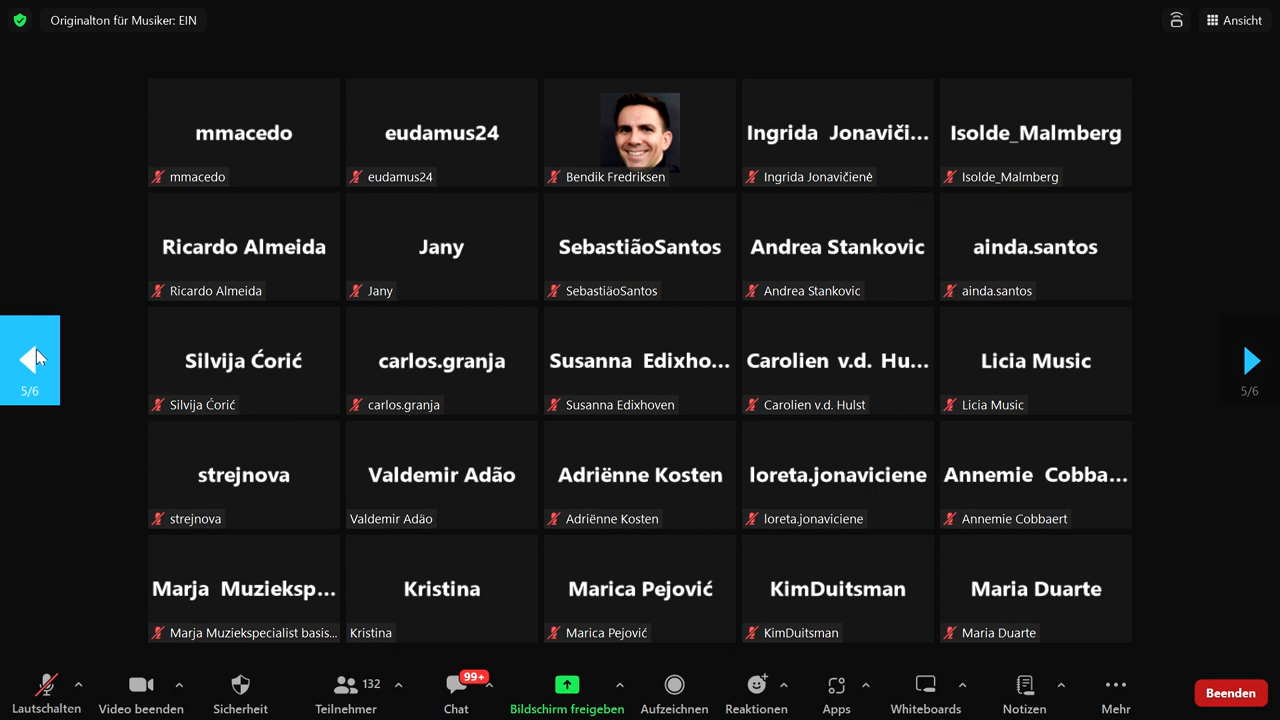 Originalton für Musiker: EIN
Ansicht
mmacedo
eudamus24
Ingrida Jonaviči...
Isolde_Malmberg
mmacedo
eudamus24
Bendik Fredriksen
Ingrida Jonavičienė
Isolde_Malmberg
Ricardo Almeida
Jany
SebastiãoSantos
Andrea Stankovic
ainda.santos
Ricardo Almeida
Jany
SebastiãoSantos
Andrea Stankovic
ainda.santos
Silvija Ćorić
carlos.granja
Susanna Edixho...
Carolien v.d. Hu...
Licia Music
5/6
5/6
Silvija Ćorić
carlos.granja
Susanna Edixhoven
Carolien v.d. Hulst
Licia Music
strejnova
Valdemir Adão
Adriënne Kosten
loreta.jonaviciene
Annemie Cobba...
strejnova
Valdemir Adão
Adriënne Kosten
loreta.jonaviciene
Annemie Cobbaert
Marja Muzieksp...
Kristina
Marica Pejović
KimDuitsman
Maria Duarte
Marja Muziekspecialist basis...
Kristina
Marica Pejović
KimDuitsman
Maria Duarte
132
99+
Lautschalten
Video beenden
Sicherheit
Teilnehmer
Chat
Bildschirm freigeben
Aufzeichnen
Reaktionen
Apps
Whiteboards
Notizen
Mehr
Beenden